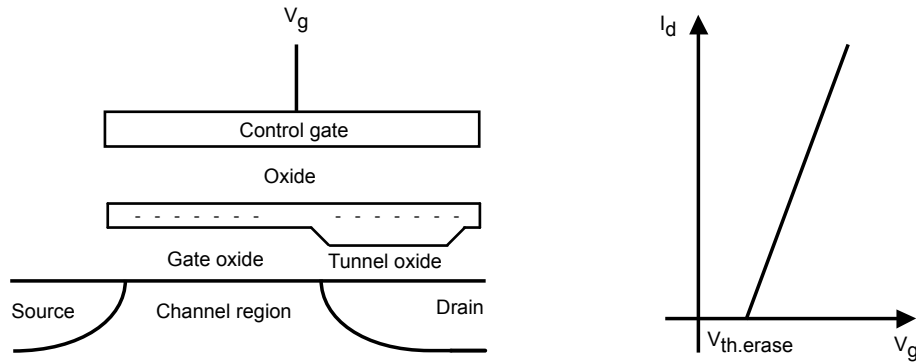 Vg
Control gate
Oxide
- - - - - - - - - - - - - -
Gate oxide
Tunnel oxide
Source
Channel region
Drain
Id
Vth.erase
Vg